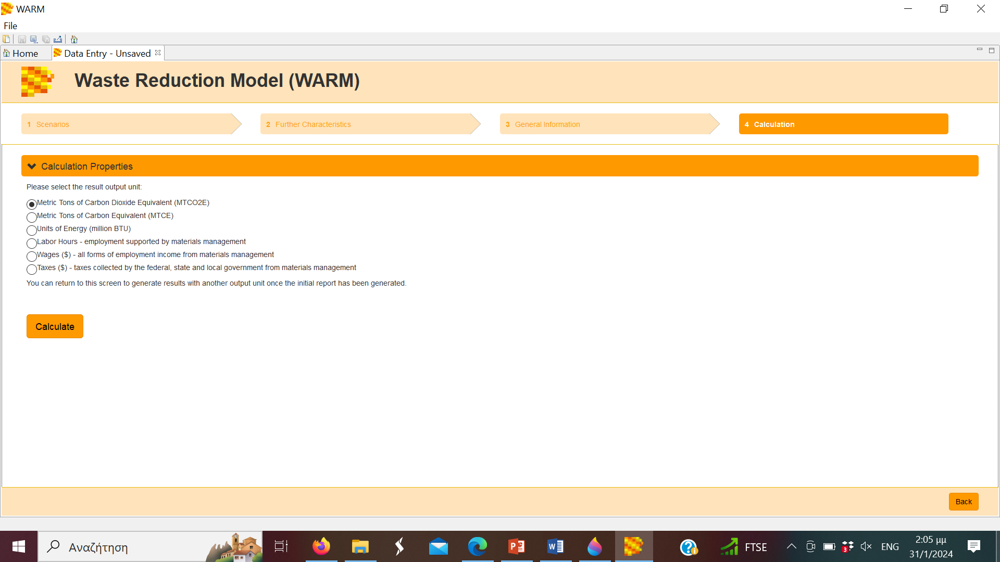 WARM
File
Home
Data Entry - Unsaved
Waste Reduction Model (WARM)
1 Scenarios
2 Further Characteristics
3 General Information
4 Calculation
Calculation Properties
Please select the result output unit:
Metric Tons of Carbon Dioxide Equivalent (MTCO2E)
Metric Tons of Carbon Equivalent (MTCE)
Units of Energy (million BTU)
Labor Hours - employment supported by materials management
Wages ($) - all forms of employment income from materials management
Taxes ($) - taxes collected by the federal, state and local government from materials management
You can return to this screen to generate results with another output unit once the initial report has been generated.
Calculate
Back
Αναζήτηση
FTSE
3
ENG
2:05 μμ
31/1/2024